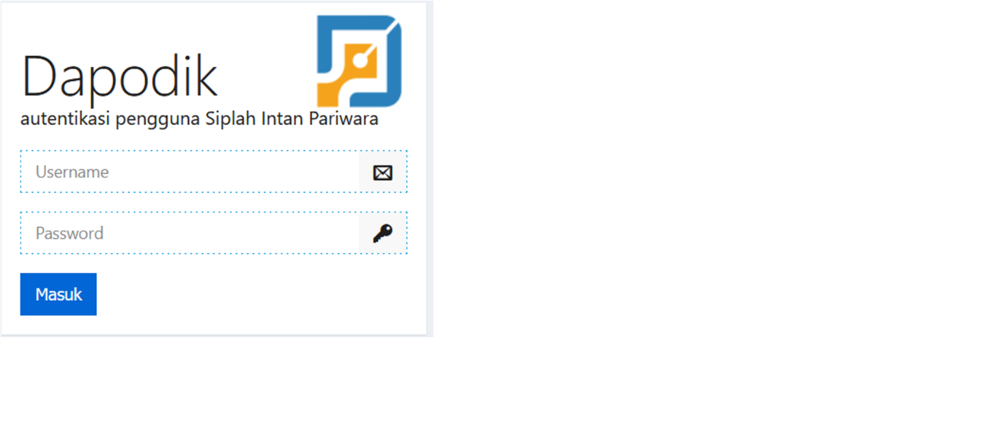 Dapodik
autentikasi pengguna Siplah Intan Pariwara
Username
Password
Masuk